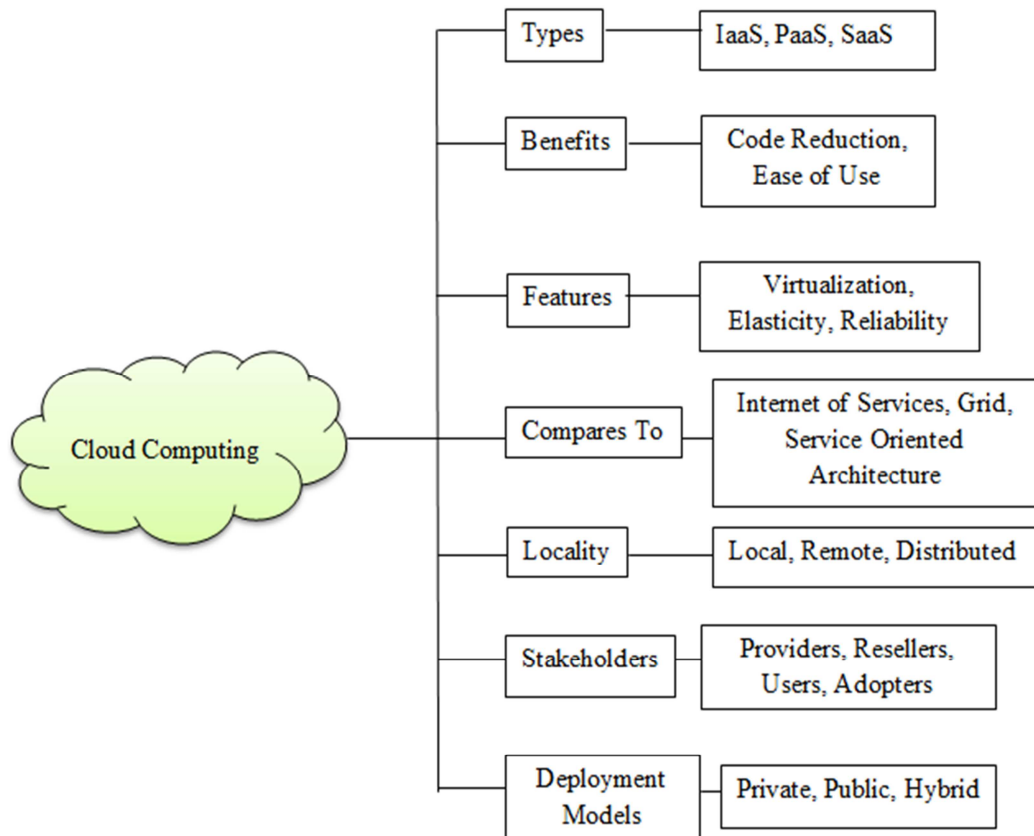 Types
IaaS, PaaS, SaaS
Benefits
Code Reduction,
Ease of Use
Features
Virtualization,
Elasticity, Reliability
Cloud Computing
Compares To
Internet of Services, Grid,
Service Oriented
Architecture
Locality
Local, Remote, Distributed
Stakeholders
Providers, Resellers,
Users, Adopters
Deployment
Models
Private, Public, Hybrid